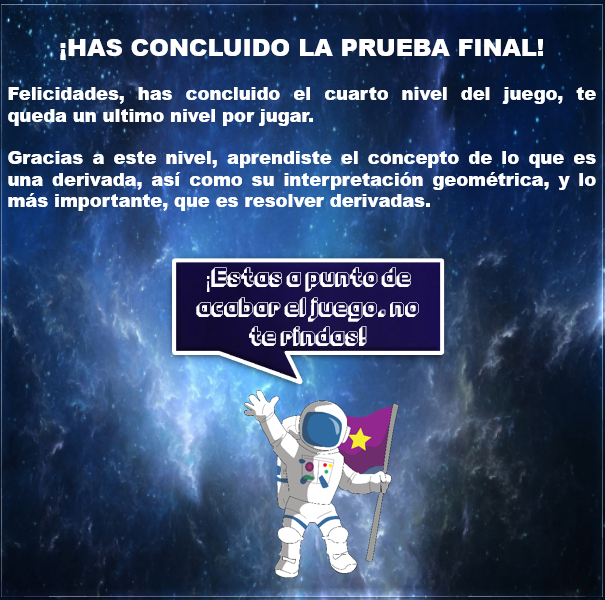 ¡HAS CONCLUIDO LA PRUEBA FINAL!
Felicidades, has concluido el cuarto nivel del juego, te
queda un ultimo nivel por jugar.
Gracias a este nivel, aprendiste el concepto de lo que es
una derivada, así como su interpretación geométrica, y lo
más importante, que es resolver derivadas.
¡Estas a punto de
acabar el juego. no
te rindas!